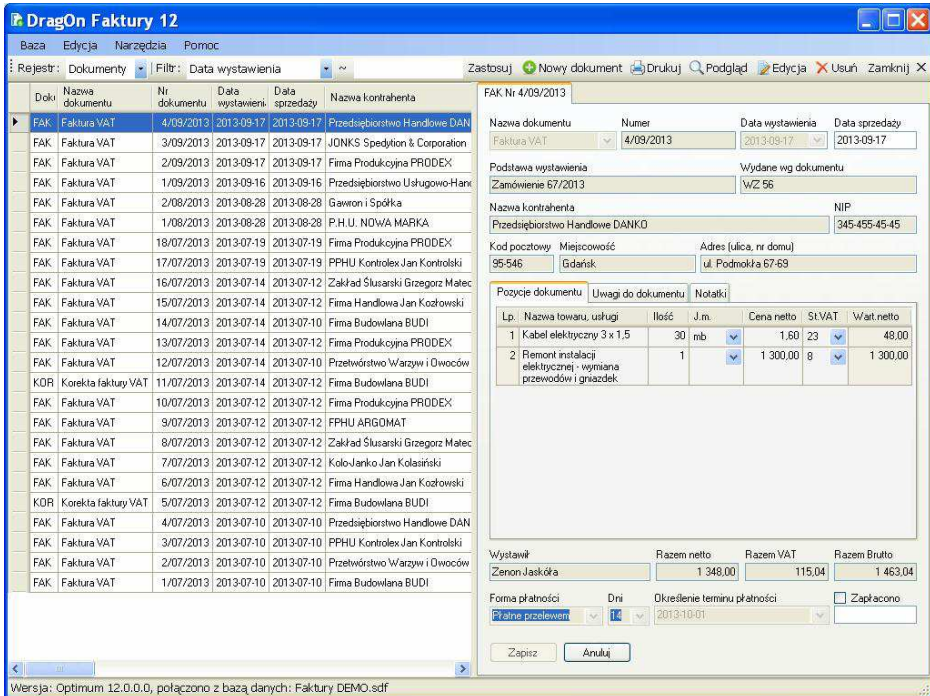 DragOn Faktury 12
Baza Edycja Narzędzia Pomoc
Rejestr: Dokumenty Filtr: Data wystawienia ~ Zastosuj Nowy dokument Drukuj Podgląd Edycja Usuń Zamknij
Doku Nazwa dokumentu Nr dokumentu Data wystawieni. Data sprzedaży Nazwa kontrahenta
FAK Faktura VAT 4/09/2013 2013-09-17 2013-09-17 Przedsiębiorstwo Handlowe DAN
FAK Faktura VAT 3/09/2013 2013-09-17 2013-09-17 JONKS Spedytion & Corporation
FAK Faktura VAT 2/09/2013 2013-09-17 2013-09-17 Firma Produkcyjna PRODEX
FAK Faktura VAT 1/09/2013 2013-09-16 2013-09-16 Przedsiębiorstwo Usługowo-Hand
FAK Faktura VAT 2/08/2013 2013-08-28 2013-08-28 Gawron i Spółka
FAK Faktura VAT 1/08/2013 2013-08-28 2013-08-28 P.H.U. NOWA MARKA
FAK Faktura VAT 18/07/2013 2013-07-19 2013-07-19 Firma Produkcyjna PRODEX
FAK Faktura VAT 17/07/2013 2013-07-19 2013-07-19 PPHU Kontrolex Jan Kontrolski
FAK Faktura VAT 16/07/2013 2013-07-14 2013-07-12 Zakład Ślusarski Grzegorz Matec
FAK Faktura VAT 15/07/2013 2013-07-14 2013-07-12 Firma Handlowa Jan Kozłowski
FAK Faktura VAT 14/07/2013 2013-07-14 2013-07-10 Firma Budowlana BUDI
FAK Faktura VAT 13/07/2013 2013-07-14 2013-07-12 Firma Produkcyjna PRODEX
FAK Faktura VAT 12/07/2013 2013-07-14 2013-07-10 Przetwórstwo Warzyw i Owoców
KOR Korekta faktury VAT 11/07/2013 2013-07-14 2013-07-12 Firma Budowlana BUDI
FAK Faktura VAT 10/07/2013 2013-07-12 2013-07-12 Firma Produkcyjna PRODEX
FAK Faktura VAT 9/07/2013 2013-07-12 2013-07-12 FPHU ARGOMAT
FAK Faktura VAT 8/07/2013 2013-07-12 2013-07-12 Zakład Ślusarski Grzegorz Matec
FAK Faktura VAT 7/07/2013 2013-07-12 2013-07-12 Kolo-Janko Jan Kolasiński
FAK Faktura VAT 6/07/2013 2013-07-12 2013-07-12 Firma Handlowa Jan Kozłowski
KOR Korekta faktury VAT 5/07/2013 2013-07-12 2013-07-12 Firma Budowlana BUDI
FAK Faktura VAT 4/07/2013 2013-07-10 2013-07-10 Przedsiębiorstwo Handlowe DAN
FAK Faktura VAT 3/07/2013 2013-07-10 2013-07-10 PPHU Kontrolex Jan Kontrolski
FAK Faktura VAT 2/07/2013 2013-07-10 2013-07-10 Przetwórstwo Warzyw i Owoców
FAK Faktura VAT 1/07/2013 2013-07-10 2013-07-10 Firma Budowlana BUDI
FAK Nr 4/09/2013
Nazwa dokumentu Numer Data wystawienia Data sprzedaży
Faktura VAT 4/09/2013 2013-09-17 2013-09-17
Podstawa wystawienia Wydane wg dokumentu
Zamówienie 67/2013 WZ 56
Nazwa kontrahenta NIP
Przedsiębiorstwo Handlowe DANKO 345-455-45-45
Kod pocztowy Miejscowość Adres (ulica, nr domu)
95-546 Gdańsk ul. Podmokła 67-69
Pozycje dokumentu Uwagi do dokumentu Notatki
Lp. Nazwa towaru, usługi Ilość J.m. Cena netto St.VAT Wart.netto
1 Kabel elektryczny 3 x 1,5 30 mb 1,60 23 48,00
2 Remont instalacji 1 1 300,00 8 1 300,00
elektrycznej - wymiana
przewodów i gniazdek
Wystawił Razem netto Razem VAT Razem Brutto
Zenon Jaskóła 1 348,00 115,04 1 463,04
Forma płatności Dni Określenie terminu płatności Zapłacono
Płatne przelewem 14 2013-10-01
Zapisz Anuluj
Wersja: Optimum 12.0.0.0, połączono z bazą danych: Faktury DEMO.sdf